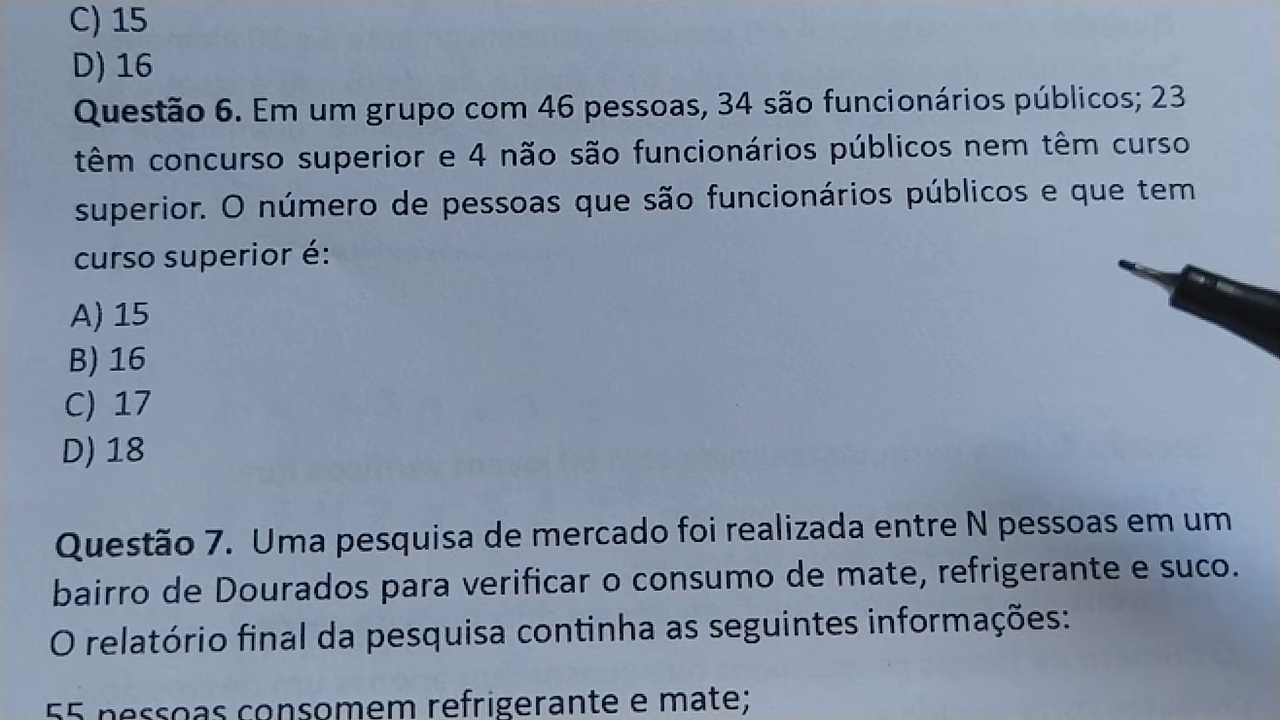 C) 15
D) 16
Questão 6. Em um grupo com 46 pessoas, 34 são funcionários públicos; 23
têm concurso superior e 4 não são funcionários públicos nem têm curso
superior. O número de pessoas que são funcionários públicos e que tem
curso superior é:
A) 15
B) 16
C) 17
D) 18
Questão 7. Uma pesquisa de mercado foi realizada entre N pessoas em um
bairro de Dourados para verificar o consumo de mate, refrigerante e suco.
O relatório final da pesquisa continha as seguintes informações:
55 pessoas consomem refrigerante e mate;